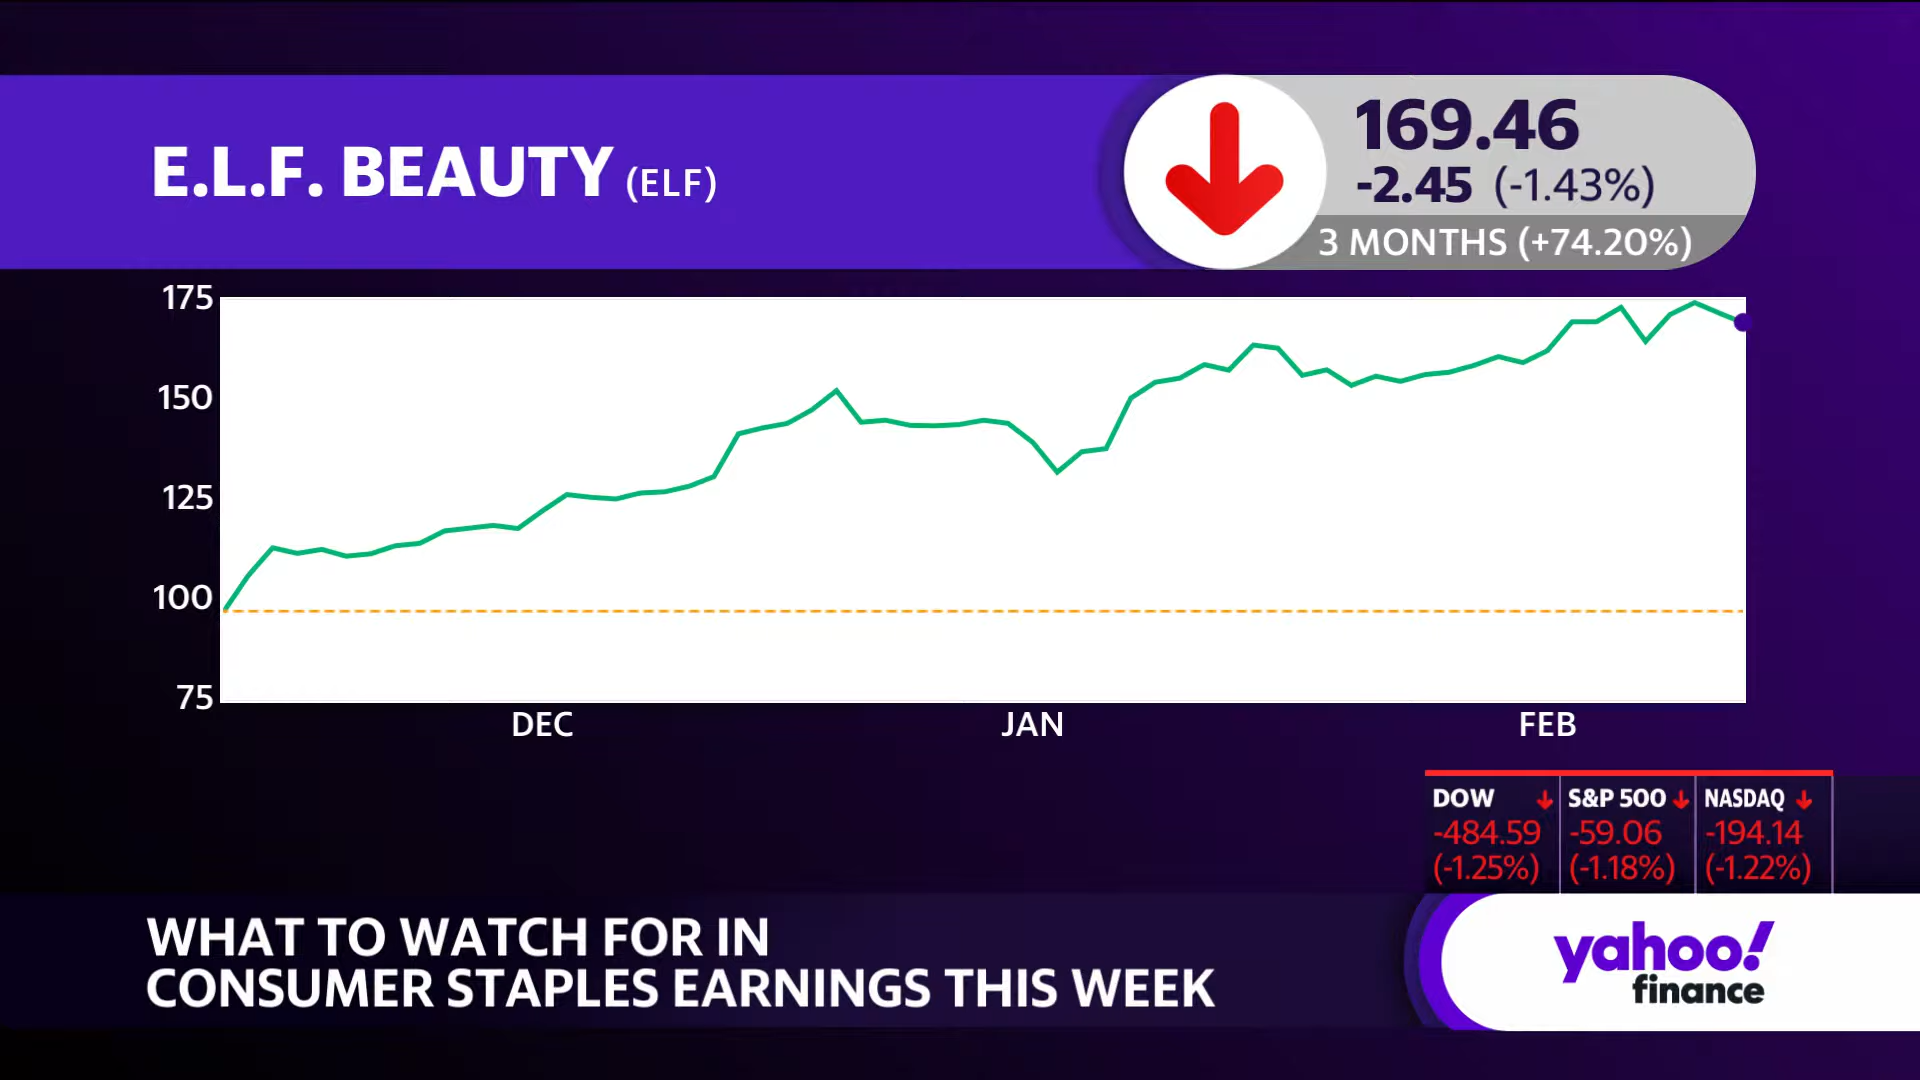 E.L.F. BEAUTY (ELF)
169.46
-2.45 (-1.43%)
3 MONTHS (+74.20%)
175
150
125
100
75
DEC JAN FEB
DOW S&P 500 NASDAQ
-484.59 -59.06 -194.14
(-1.25%) (-1.18%) (-1.22%)
WHAT TO WATCH FOR IN
CONSUMER STAPLES EARNINGS THIS WEEK
yahoo!
finance